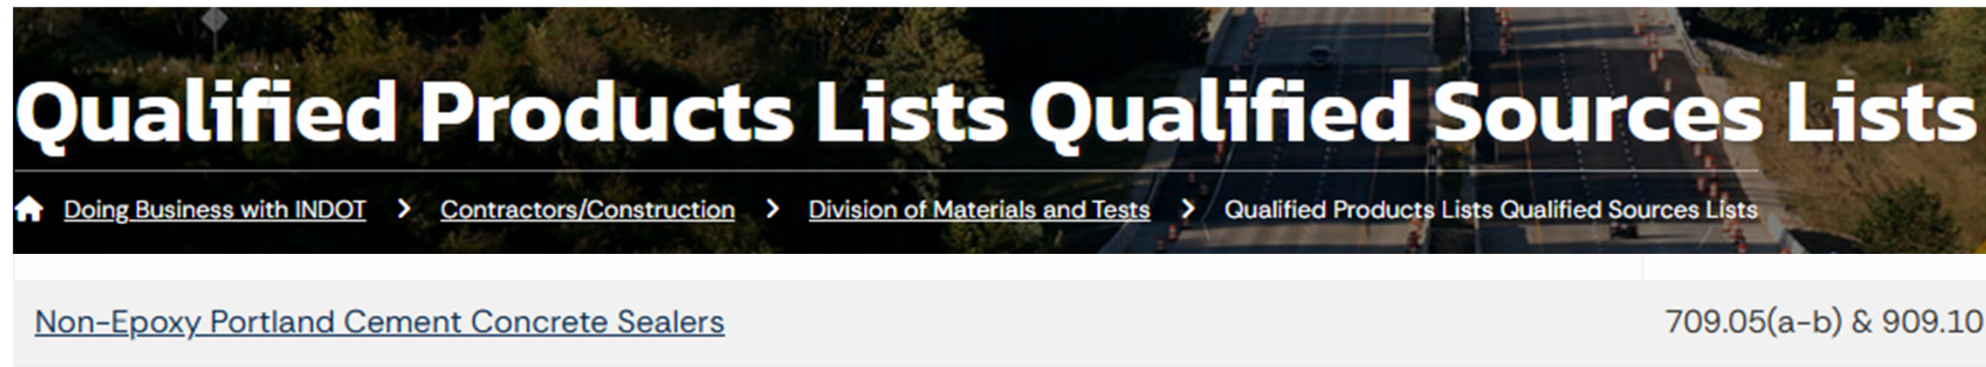 Qualified Products Lists Qualified Sources Lists
Doing Business with INDOT > Contractors/Construction > Division of Materials and Tests > Qualified Products Lists Qualified Sources Lists
Non-Epoxy Portland Cement Concrete Sealers 709.05(a-b) & 909.10